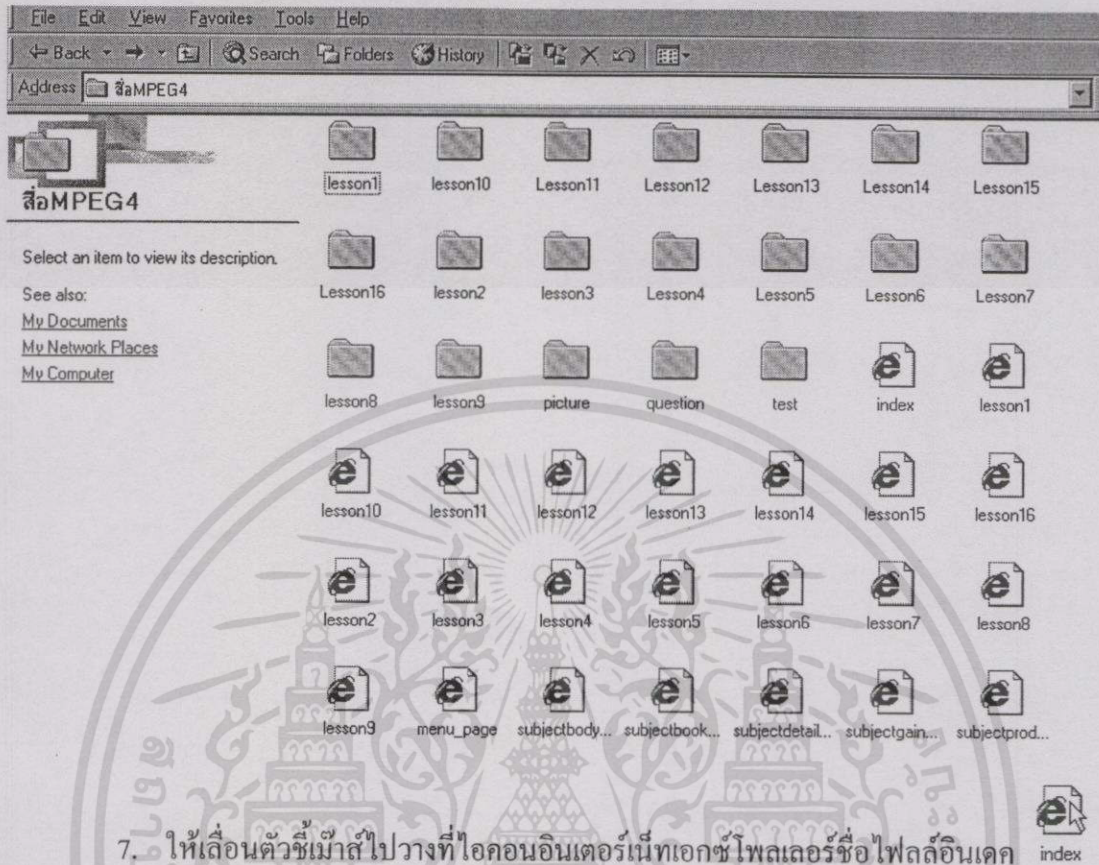 File Edit View Favorites Tools Help
Back Search Folders History
Address สื่อMPEG4
สื่อMPEG4
Select an item to view its description.
See also:
My Documents
My Network Places
My Computer
lesson1 lesson10 Lesson11 Lesson12 Lesson13 Lesson14 Lesson15
Lesson16 lesson2 lesson3 Lesson4 Lesson5 Lesson6 Lesson7
lesson8 lesson9 picture question test index lesson1
lesson10 lesson11 lesson12 lesson13 lesson14 lesson15 lesson16
lesson2 lesson3 lesson4 lesson5 lesson6 lesson7 lesson8
lesson9 menu_page subjectbody... subjectbook... subjectdetail... subjectgain... subjectprod...
7. ให้เลื่อนตัวชี้เม๊าส์ไปวางที่ไอคอนอินเตอร์เน็ทเอกซ์โพลเลอร์ชื่อไฟลล์อินเดค index